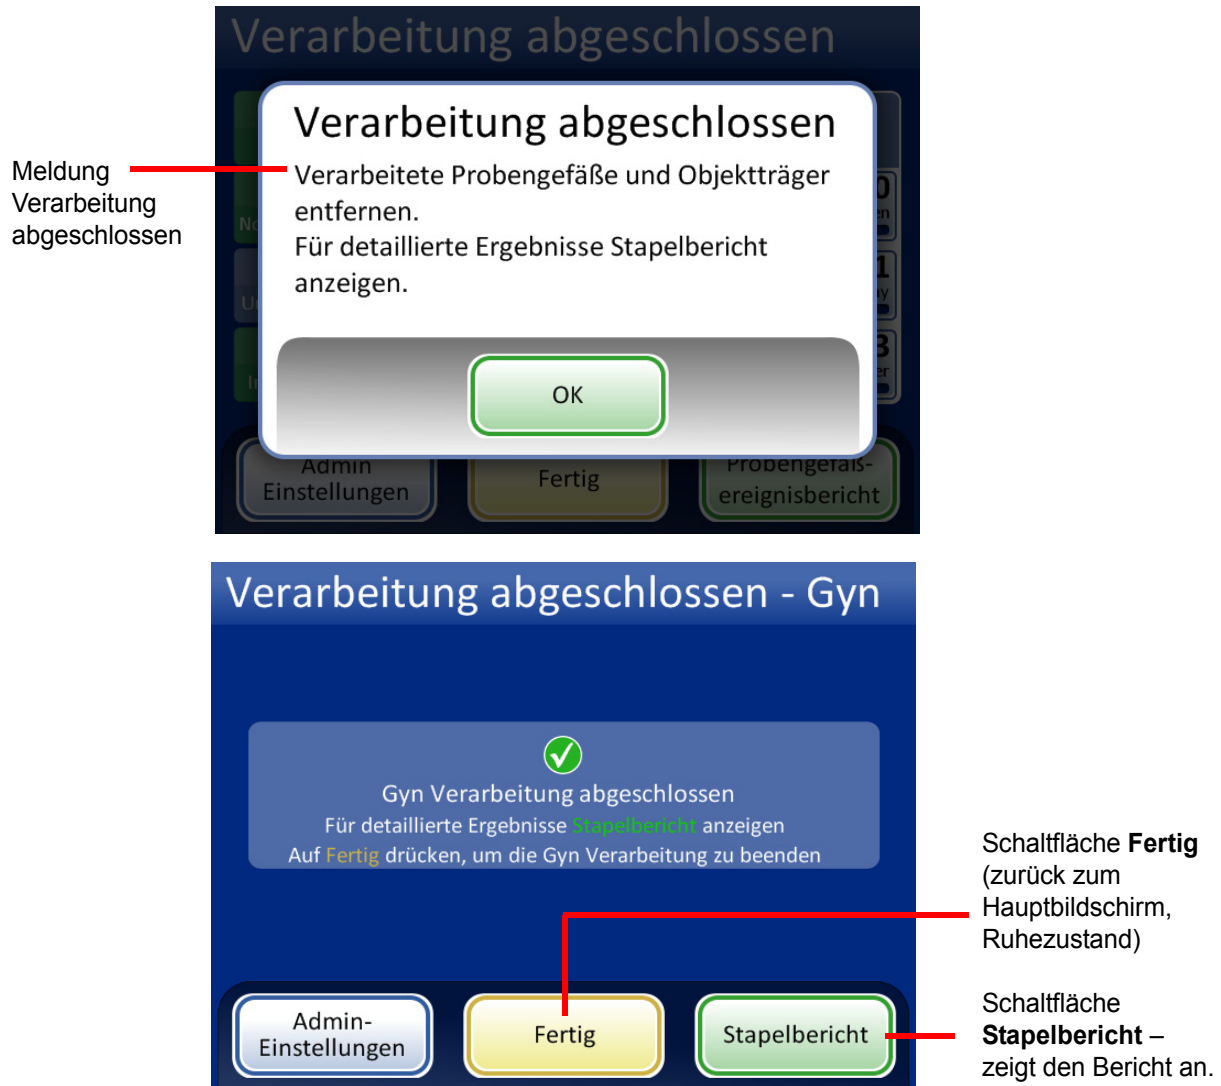 Verarbeitung abgeschlossen
Verarbeitung abgeschlossen
Verarbeitete Probengefäße und Objektträger
entfernen.
Für detaillierte Ergebnisse Stapelbericht
anzeigen.
OK
Meldung
Verarbeitung
abgeschlossen
0
1
3
Admin
Einstellungen
Fertig
Probengefäß-
ereignisbericht
Verarbeitung abgeschlossen - Gyn
Gyn Verarbeitung abgeschlossen
Für detaillierte Ergebnisse Stapelbericht anzeigen
Auf Fertig drücken, um die Gyn Verarbeitung zu beenden
Admin-
Einstellungen
Fertig
Stapelbericht
Schaltfläche Fertig
(zurück zum
Hauptbildschirm,
Ruhezustand)
Schaltfläche
Stapelbericht –
zeigt den Bericht an.